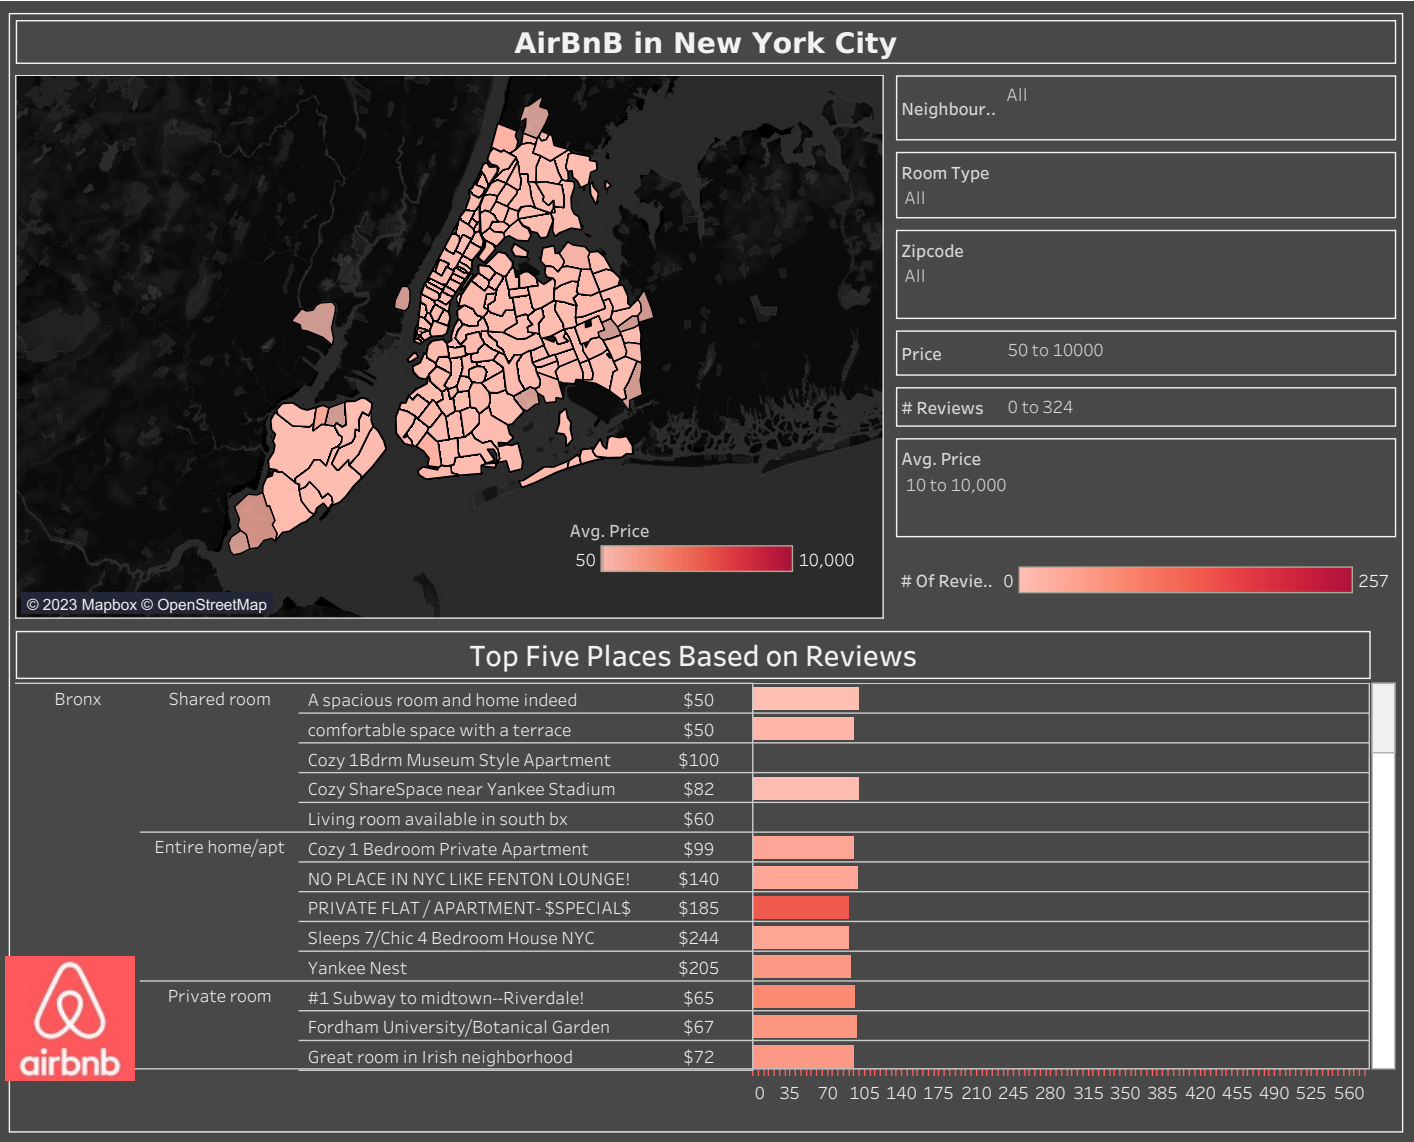 AirBnB in New York City
Neighbour.. All
Room Type
All
Zipcode
All
Price 50 to 10000
# Reviews 0 to 324
Avg. Price
10 to 10,000
Avg. Price
50 10,000
# Of Revie.. 0 257
© 2023 Mapbox © OpenStreetMap
Top Five Places Based on Reviews
Bronx Shared room A spacious room and home indeed $50
comfortable space with a terrace $50
Cozy 1Bdrm Museum Style Apartment $100
Cozy ShareSpace near Yankee Stadium $82
Living room available in south bx $60
Entire home/apt Cozy 1 Bedroom Private Apartment $99
NO PLACE IN NYC LIKE FENTON LOUNGE! $140
PRIVATE FLAT / APARTMENT- $SPECIAL$ $185
Sleeps 7/Chic 4 Bedroom House NYC $244
Yankee Nest $205
Private room #1 Subway to midtown--Riverdale! $65
Fordham University/Botanical Garden $67
Great room in Irish neighborhood $72
airbnb
0 35 70 105 140 175 210 245 280 315 350 385 420 455 490 525 560